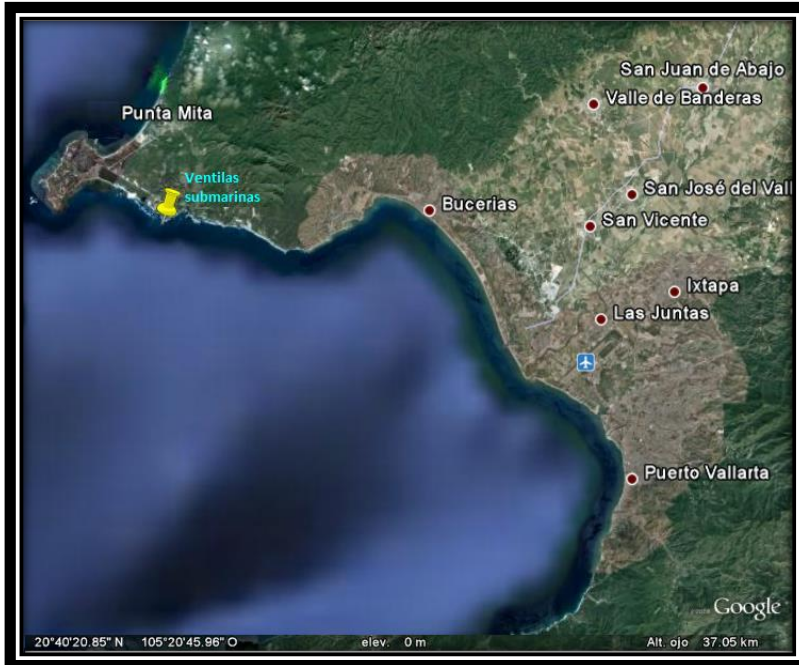 San Juan de Abajo
Valle de Banderas
Punta Mita
Ventilas
submarinas
San José del Vall
Bucerias
San Vicente
Ixtapa
Las Juntas
Puerto Vallarta
Google
20°40'20.85" N 105°20'45.96" O elev. 0 m Alt. ojo 37.05 km